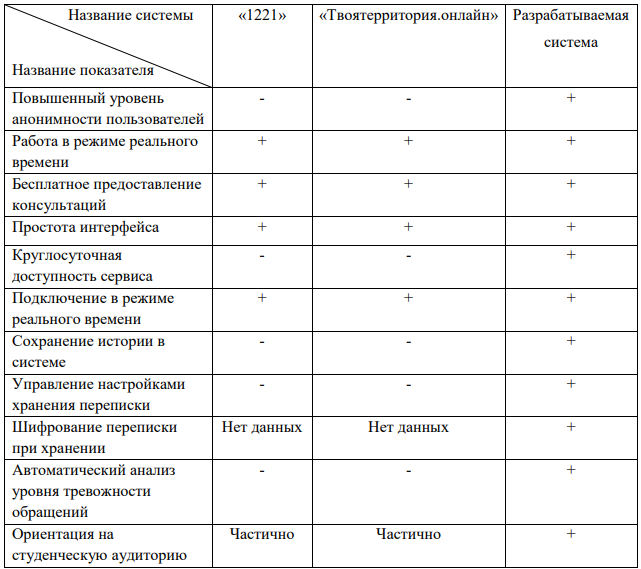 Название системы «1221» «Твоятерритория.онлайн» Разрабатываемая
система
Название показателя
Повышенный уровень - - +
анонимности пользователей
Работа в режиме реального + + +
времени
Бесплатное предоставление + + +
консультаций
Простота интерфейса + + +
Круглосуточная - - +
доступность сервиса
Подключение в режиме + + +
реального времени
Сохранение истории в - - +
системе
Управление настройками - - +
хранения переписки
Шифрование переписки Нет данных Нет данных +
при хранении
Автоматический анализ - - +
уровня тревожности
обращений
Ориентация на Частично Частично +
студенческую аудиторию